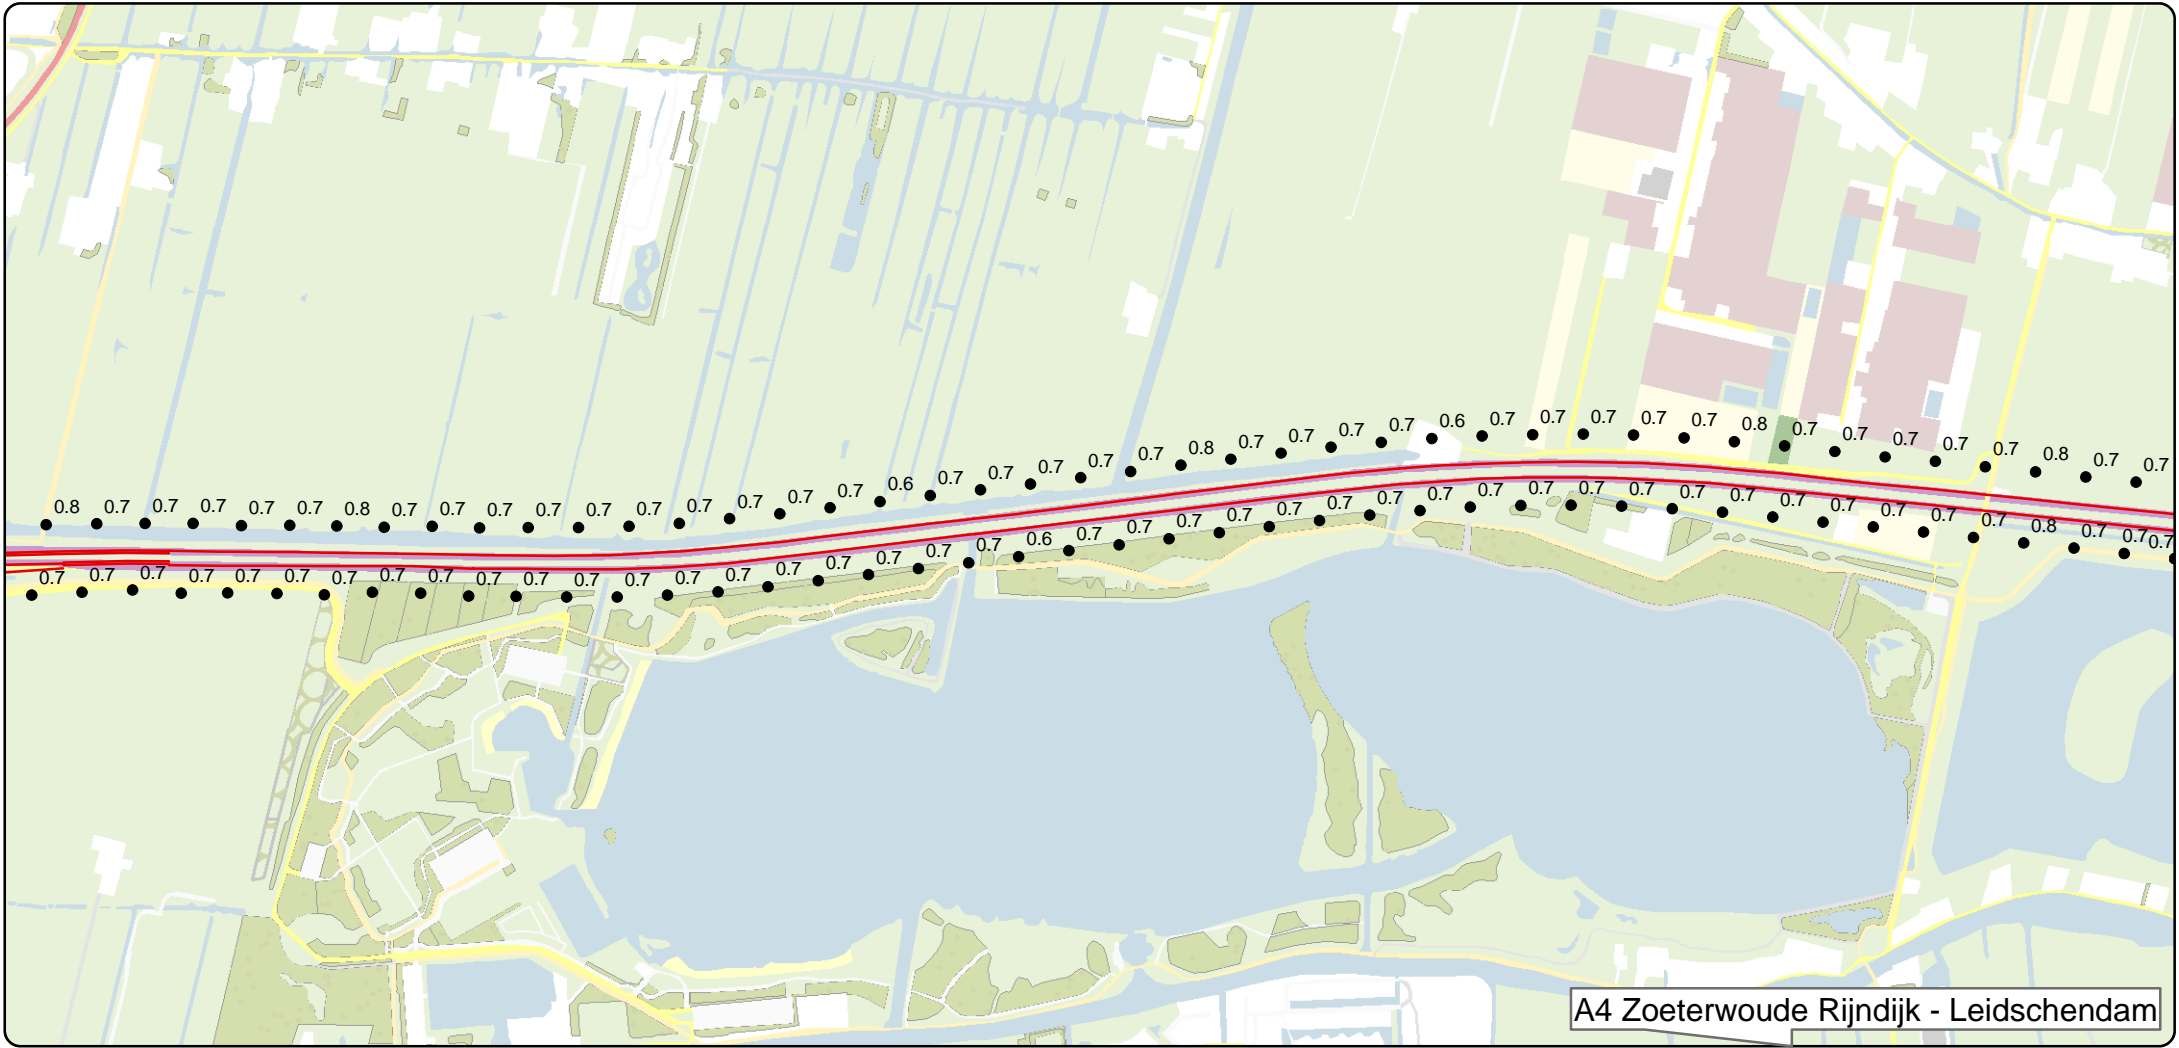 0.8 0.7 0.7 0.7 0.7 0.7 0.8 0.7 0.7 0.7 0.7 0.7 0.7 0.7 0.7 0.7 0.7 0.6 0.7 0.7 0.7 0.7 0.7 0.8 0.7 0.7 0.7 0.7 0.6 0.7 0.7 0.7 0.7 0.7 0.8 0.7 0.7 0.7 0.7 0.7 0.8 0.7 0.7
0.7 0.7 0.7 0.7 0.7 0.7 0.7 0.7 0.7 0.7 0.7 0.7 0.7 0.7 0.7 0.7 0.7 0.7 0.7 0.7 0.6 0.7 0.7 0.7 0.7 0.7 0.7 0.7 0.7 0.7 0.7 0.7 0.7 0.7 0.7 0.7 0.7 0.7 0.7 0.7 0.8 0.7 0.7 0.7
A4 Zoeterwoude Rijndijk - Leidschendam